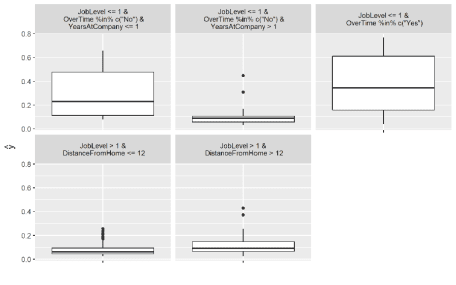 JobLevel <= 1 &
OverTime %in% c("No") &
YearsAtCompany <= 1
JobLevel <= 1 &
OverTime %in% c("No") &
YearsAtCompany > 1
JobLevel <= 1 &
OverTime %in% c("Yes")
0.8
0.6
0.4
0.2
0.0
ŷ
JobLevel > 1 &
DistanceFromHome <= 12
JobLevel > 1 &
DistanceFromHome > 12
0.8
0.6
0.4
0.2
0.0